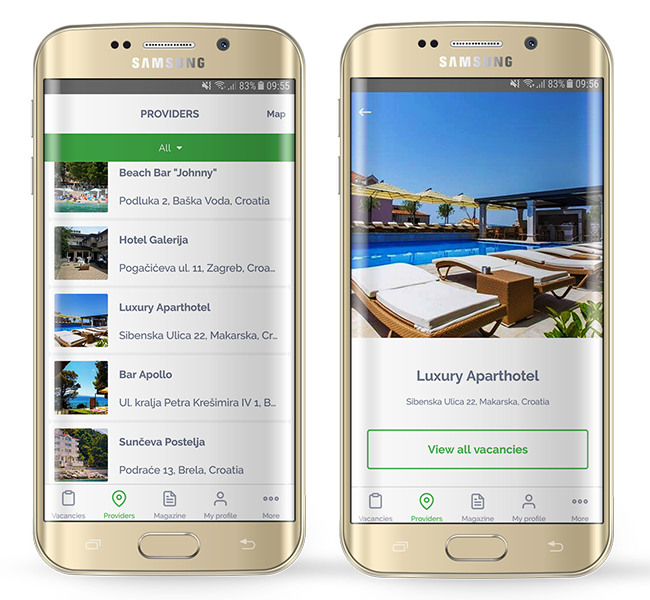 SAMSUNG
83% 09:55
PROVIDERS
Map
All
Beach Bar "Johnny"
Podluka 2, Baška Voda, Croatia
Hotel Galerija
Pogačićeva ul. 11, Zagreb, Croa...
Luxury Aparthotel
Sibenska Ulica 22, Makarska, Cr...
Bar Apollo
Ul. kralja Petra Krešimira IV 1, B...
Sunčeva Postelja
Podraće 13, Brela, Croatia
Vacancies
Providers
Magazine
My profile
More
SAMSUNG
83% 09:56
Luxury Aparthotel
Sibenska Ulica 22, Makarska, Croatia
View all vacancies
Vacancies
Providers
Magazine
My profile
More